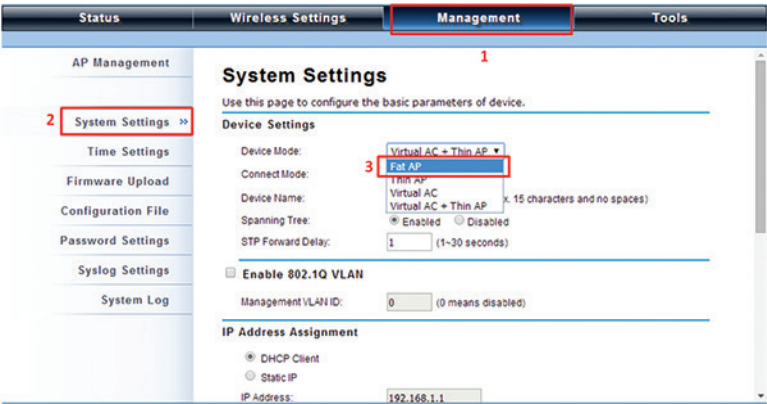 Status Wireless Settings Management Tools
1
AP Management
System Settings
Use this page to configure the basic parameters of device.
2 System Settings »
Device Settings
Time Settings
Device Mode: Virtual AC + Thin AP
3 Fat AP
Connect Mode: Thin AP
Firmware Upload
Virtual AC
Device Name: x. 15 characters and no spaces)
Virtual AC + Thin AP
Configuration File
Spanning Tree: Enabled Disabled
Password Settings
STP Forward Delay: 1 (1~30 seconds)
Syslog Settings
Enable 802.1Q VLAN
System Log
Management VLAN ID: 0 (0 means disabled)
IP Address Assignment
DHCP Client
Static IP
IP Address: 192.168.1.1